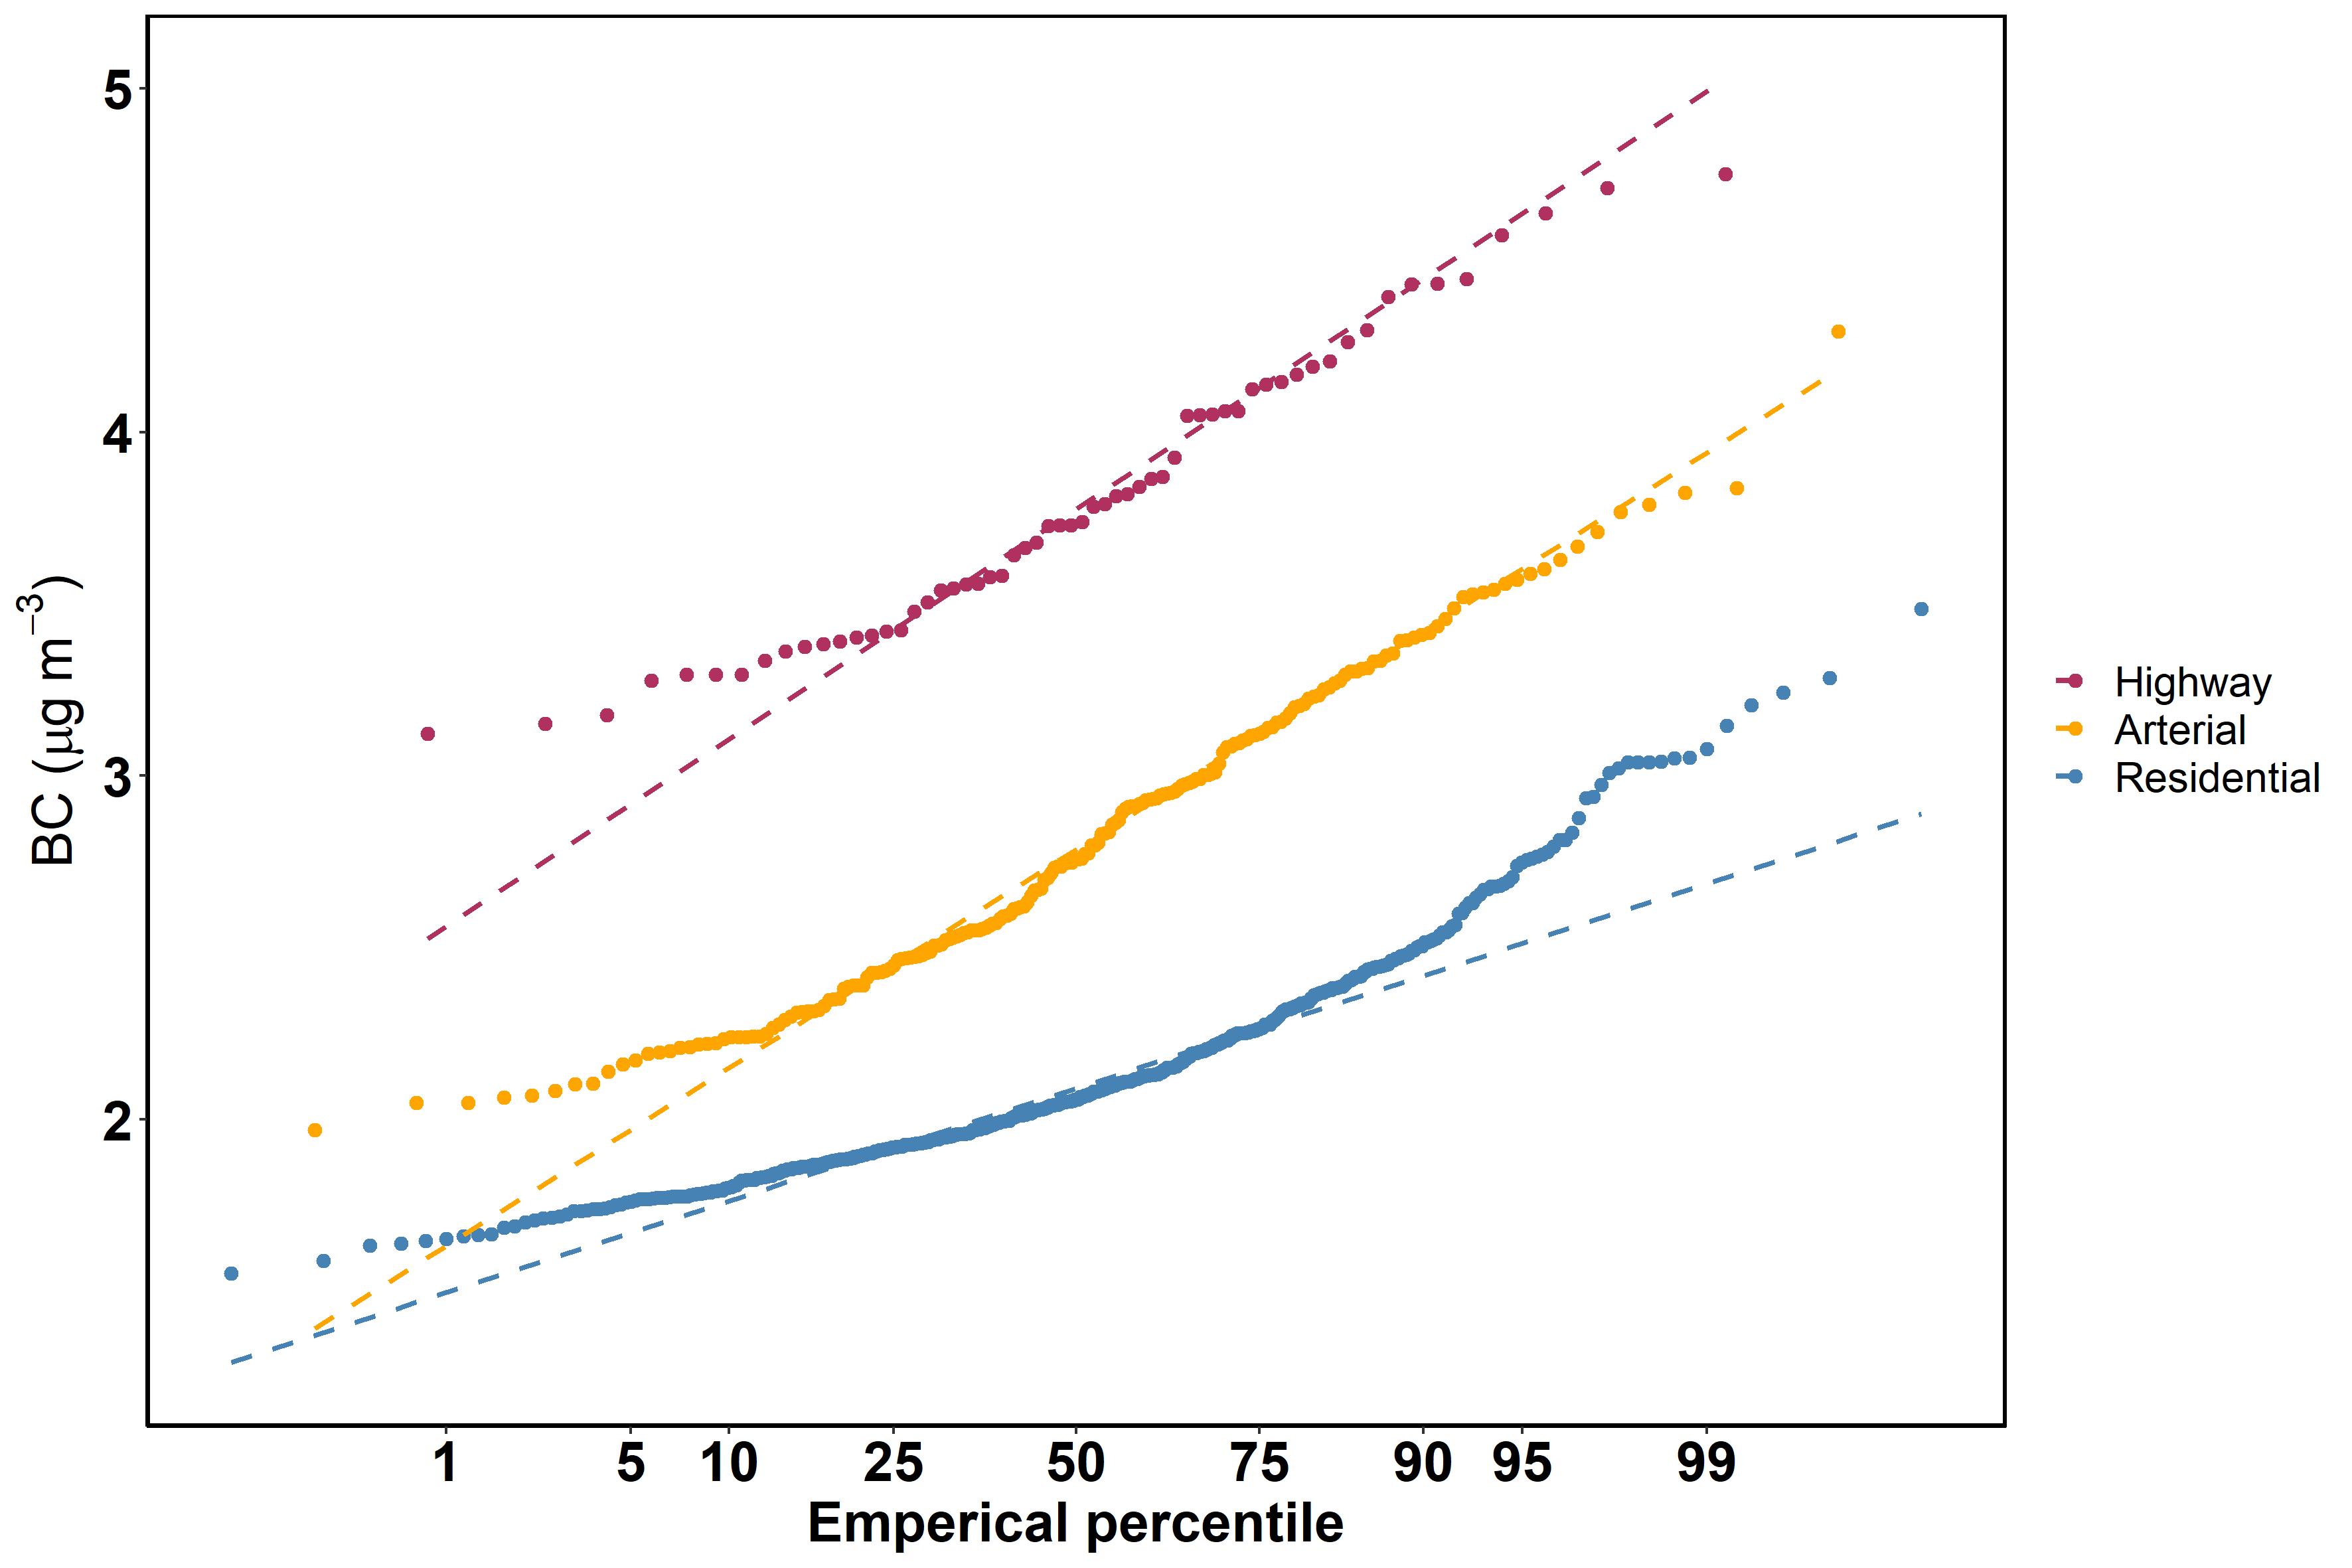 5
4
3
2
BC (μg m⁻³)
1 5 10 25 50 75 90 95 99
Emperical percentile
Highway
Arterial
Residential